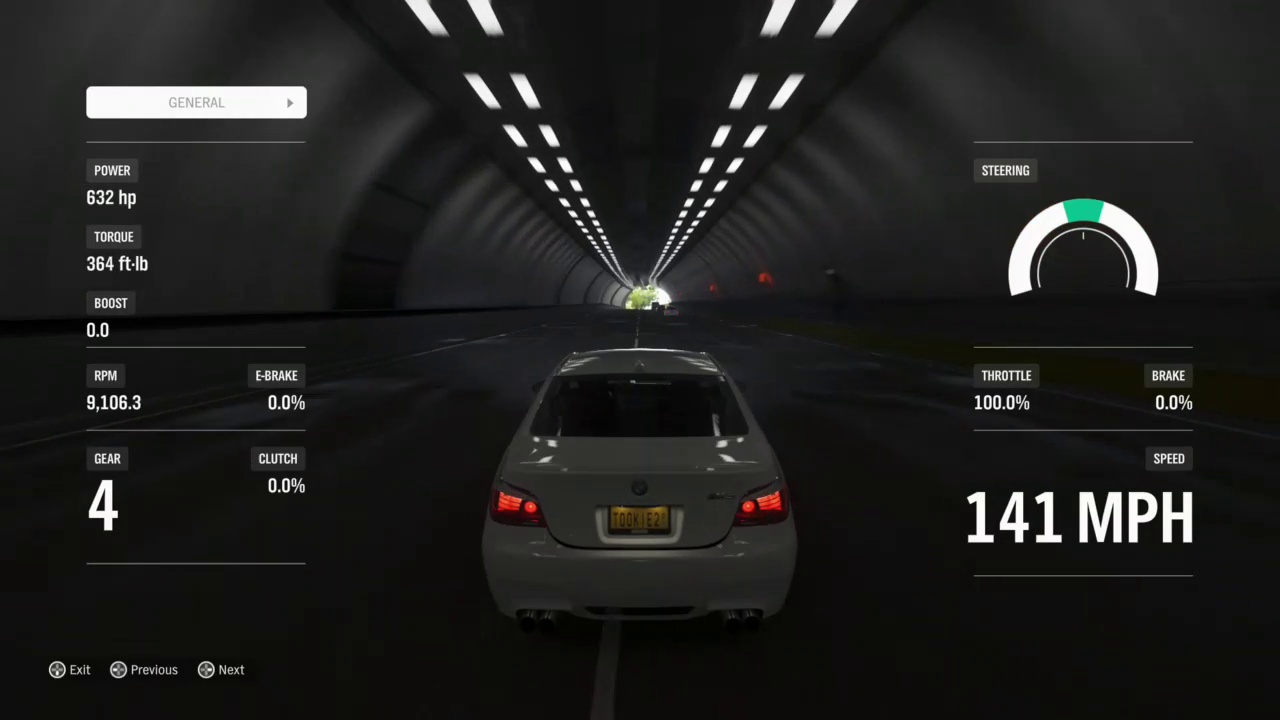 GENERAL
POWER
632 hp
TORQUE
364 ft·lb
BOOST
0.0
RPM
9,106.3
E-BRAKE
0.0%
GEAR
4
CLUTCH
0.0%
STEERING
THROTTLE
100.0%
BRAKE
0.0%
SPEED
141 MPH
TOOKIE2
Exit
Previous
Next